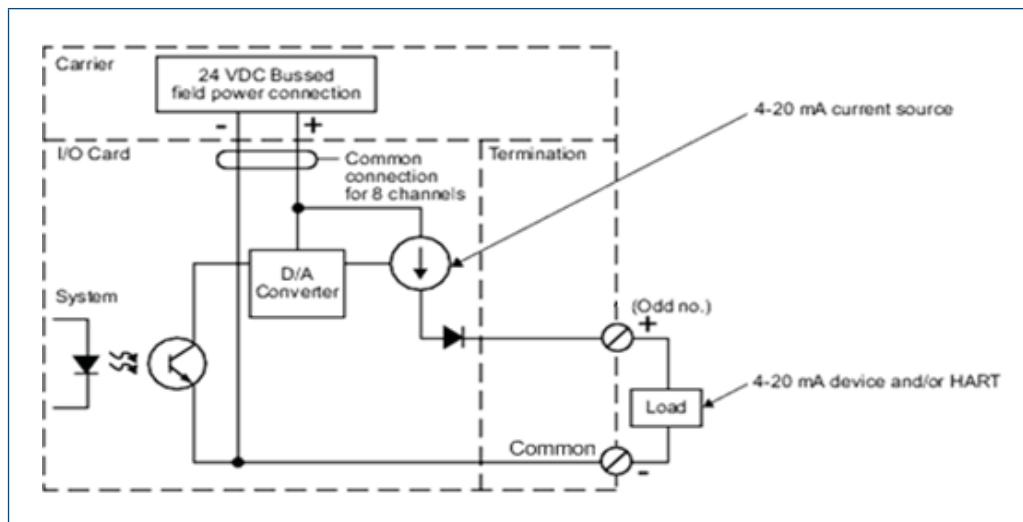 Carrier
24 VDC Bussed
field power connection
-
+
4-20 mA current source
I/O Card
Common
connection
for 8 channels
Termination
D/A
Converter
System
(Odd no.)
+
4-20 mA device and/or HART
Load
Common
-